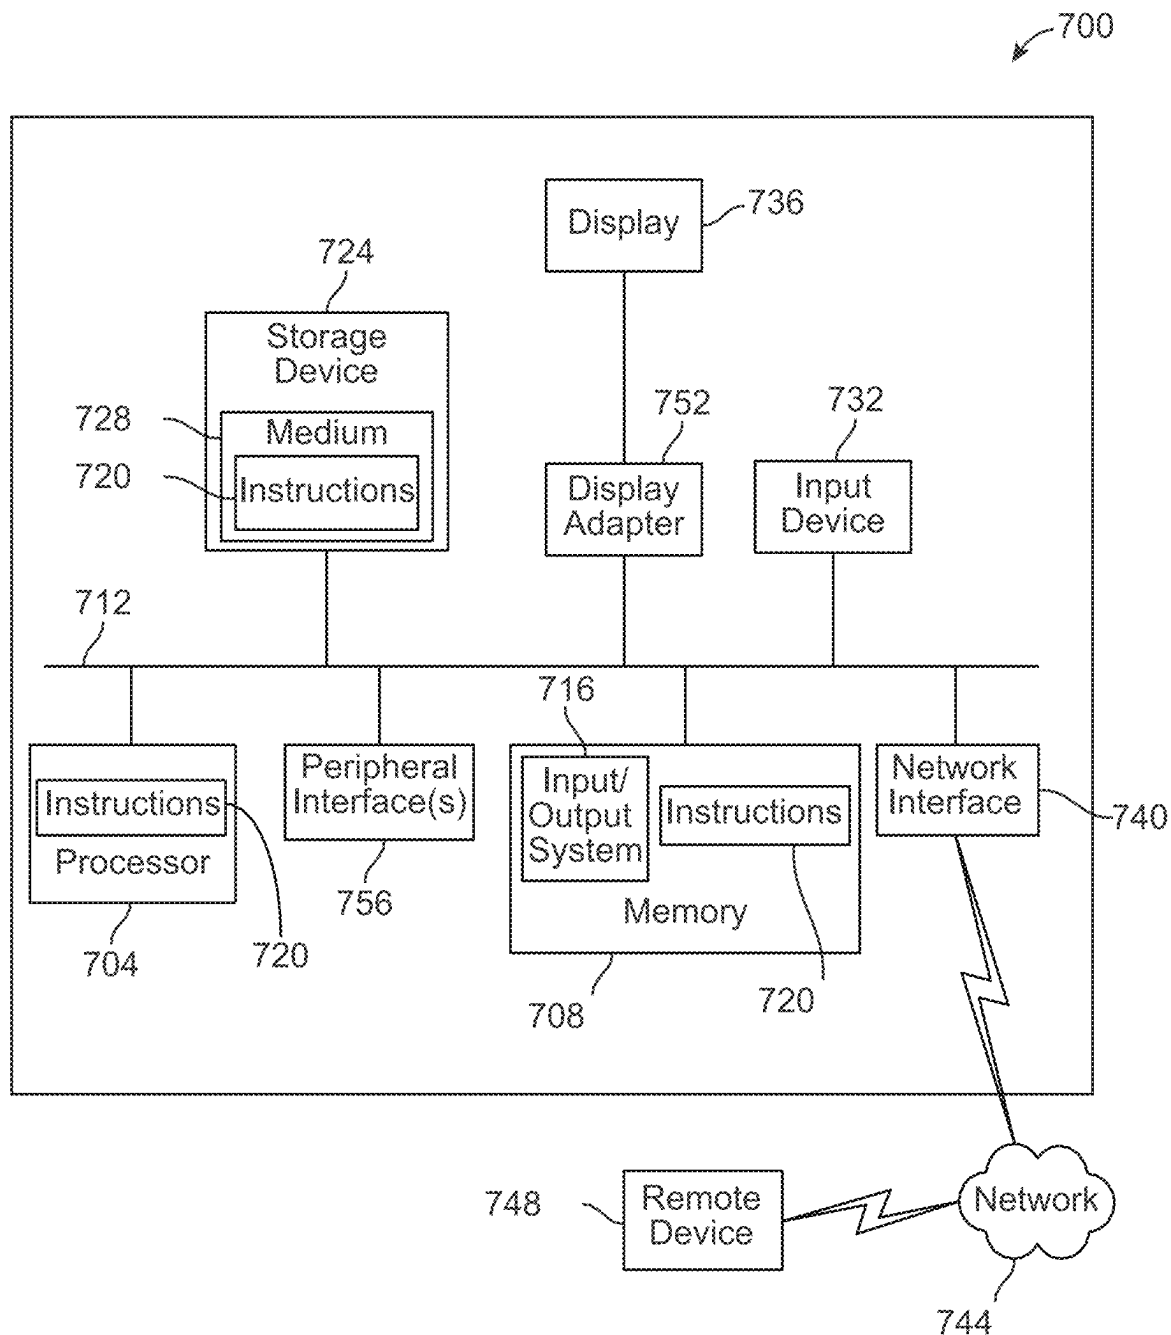 700
Display
736
724
Storage
Device
728
Medium
720
Instructions
752
Display
Adapter
732
Input
Device
712
716
Instructions
Processor
704
720
Peripheral
Interface(s)
756
Input/
Output
System
Instructions
Memory
708
720
Network
Interface
740
748
Remote
Device
Network
744